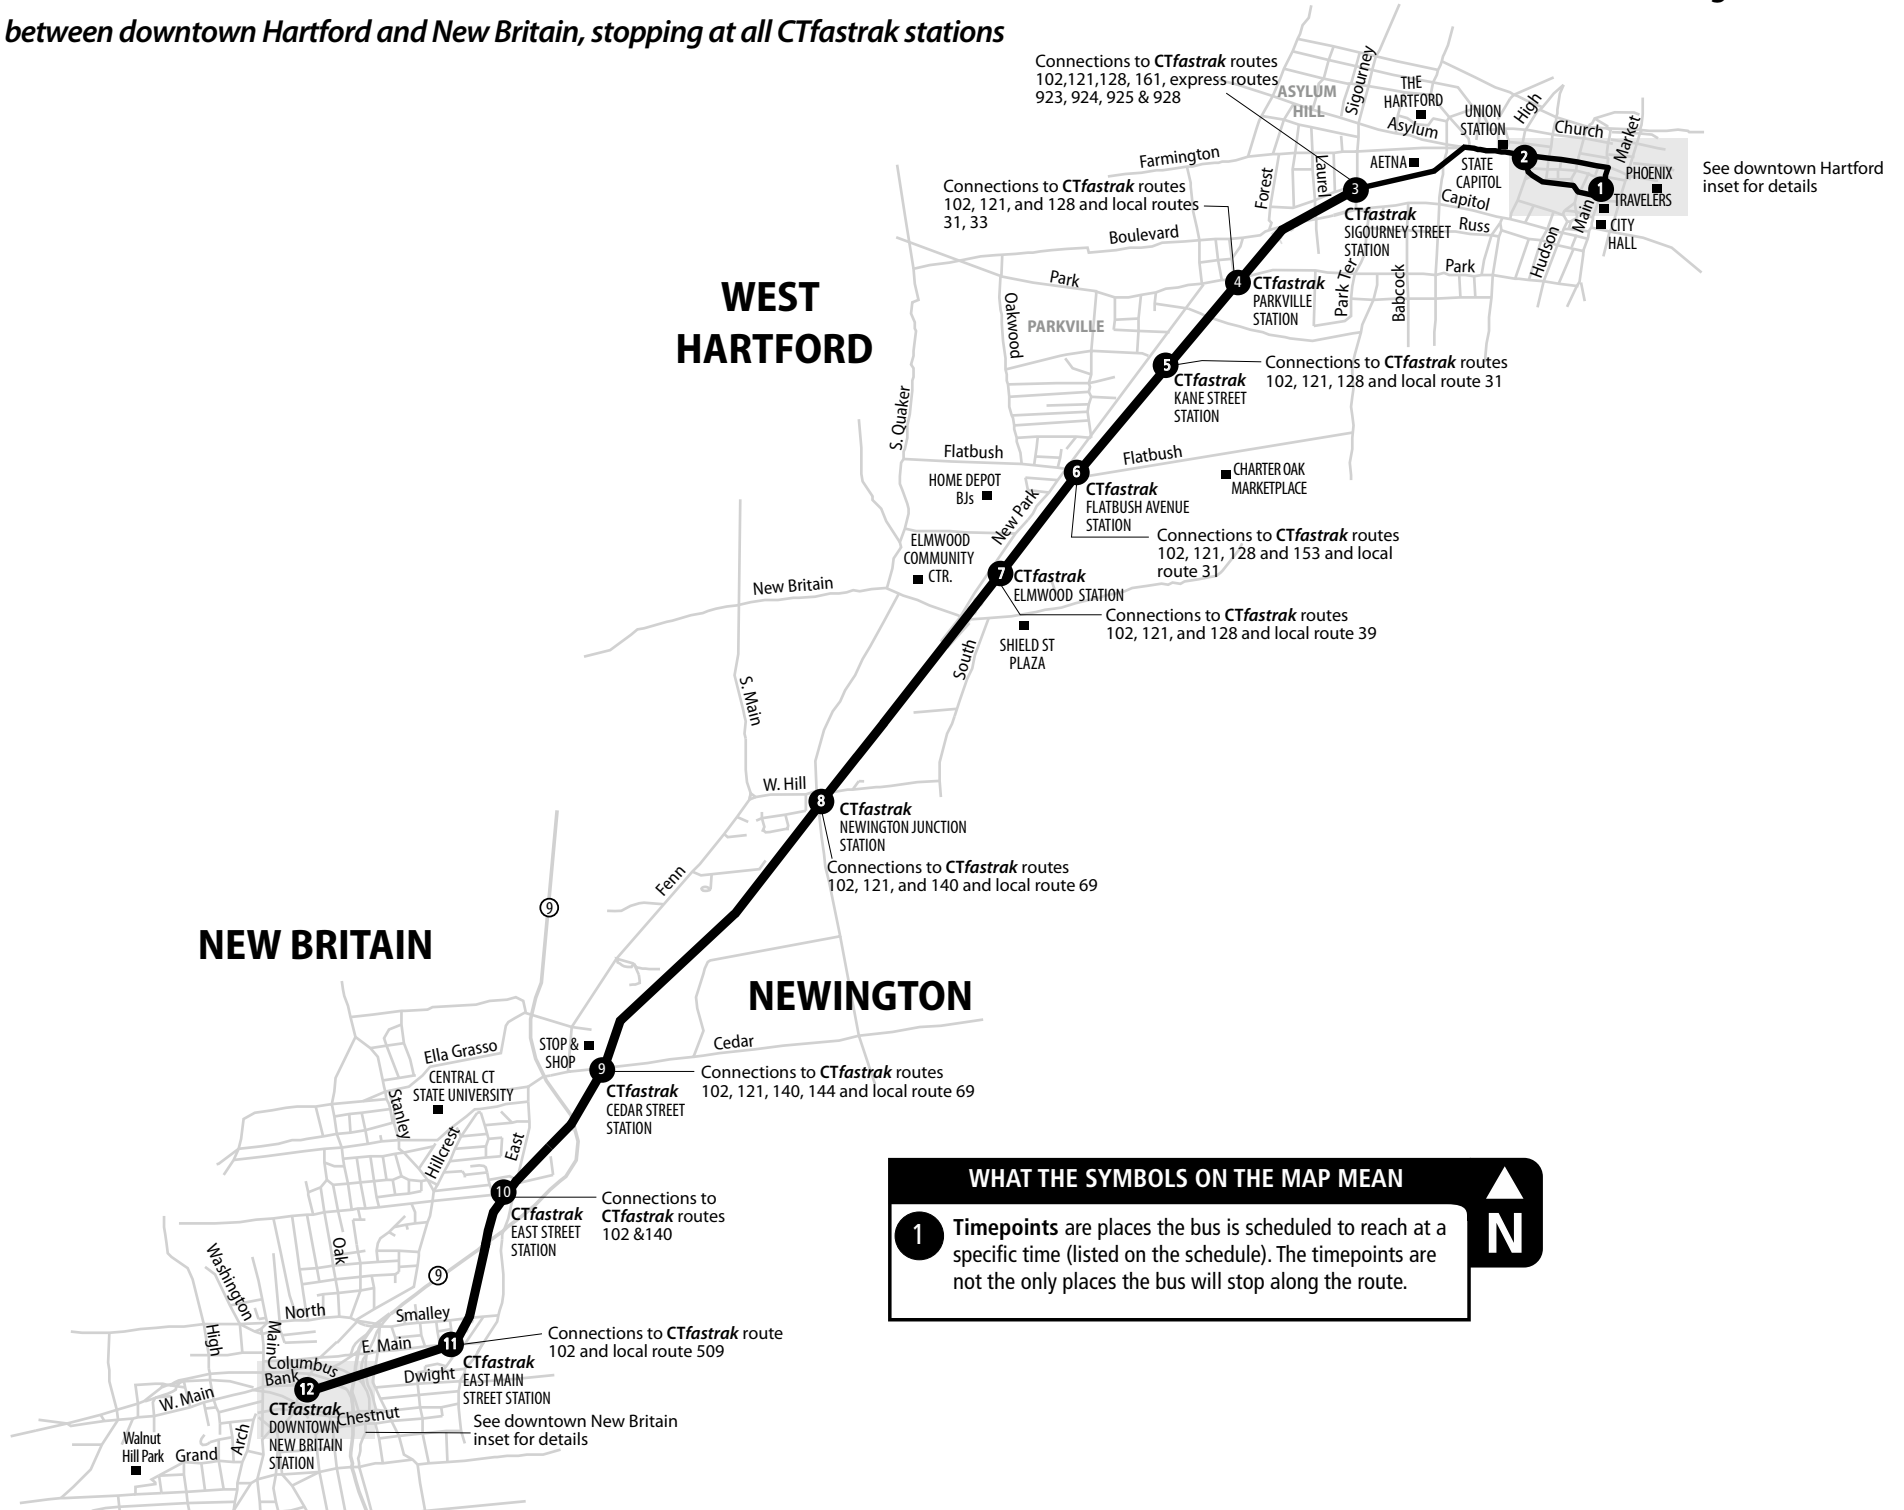 between downtown Hartford and New Britain, stopping at all CTfastrak stations
Connections to CTfastrak routes
102,121,128, 161, express routes
923, 924, 925 & 928
ASYLUM
HILL
Sigourney
THE
HARTFORD
Asylum
UNION
STATION
High
Church
Market
Farmington
Forest
Laurel
AETNA
STATE
CAPITOL
Capitol
2
1
PHOENIX
TRAVELERS
See downtown Hartford
inset for details
Main
CITY
HALL
Hudson
Russ
Park
3
CTfastrak
SIGOURNEY STREET
STATION
Park Ter
Babcock
Connections to CTfastrak routes
102, 121, and 128 and local routes
31, 33
Boulevard
Park
Oakwood
PARKVILLE
4
CTfastrak
PARKVILLE
STATION
WEST
HARTFORD
5
CTfastrak
KANE STREET
STATION
Connections to CTfastrak routes
102, 121, 128 and local route 31
S. Quaker
Flatbush
Flatbush
HOME DEPOT
BJs
New Park
6
CTfastrak
FLATBUSH AVENUE
STATION
CHARTER OAK
MARKETPLACE
Connections to CTfastrak routes
102, 121, 128 and 153 and local
route 31
ELMWOOD
COMMUNITY
CTR.
New Britain
7
CTfastrak
ELMWOOD STATION
Connections to CTfastrak routes
102, 121, and 128 and local route 39
SHIELD ST
PLAZA
South
S. Main
W. Hill
8
CTfastrak
NEWINGTON JUNCTION
STATION
Connections to CTfastrak routes
102, 121, and 140 and local route 69
Fenn
9
NEW BRITAIN
NEWINGTON
Cedar
STOP &
SHOP
Ella Grasso
CENTRAL CT
STATE UNIVERSITY
Stanley
Hillcrest
East
9
CTfastrak
CEDAR STREET
STATION
Connections to CTfastrak routes
102, 121, 140, 144 and local route 69
10
CTfastrak
EAST STREET
STATION
Connections to
CTfastrak routes
102 &140
WHAT THE SYMBOLS ON THE MAP MEAN
N
1
Timepoints are places the bus is scheduled to reach at a
specific time (listed on the schedule). The timepoints are
not the only places the bus will stop along the route.
Washington
Oak
9
North
Smalley
High
Main
E. Main
Columbus
Bank
Dwight
11
CTfastrak
EAST MAIN
STREET STATION
Connections to CTfastrak route
102 and local route 509
12
CTfastrak
DOWNTOWN
NEW BRITAIN
STATION
Chestnut
See downtown New Britain
inset for details
W. Main
Arch
Walnut
Hill Park
Grand